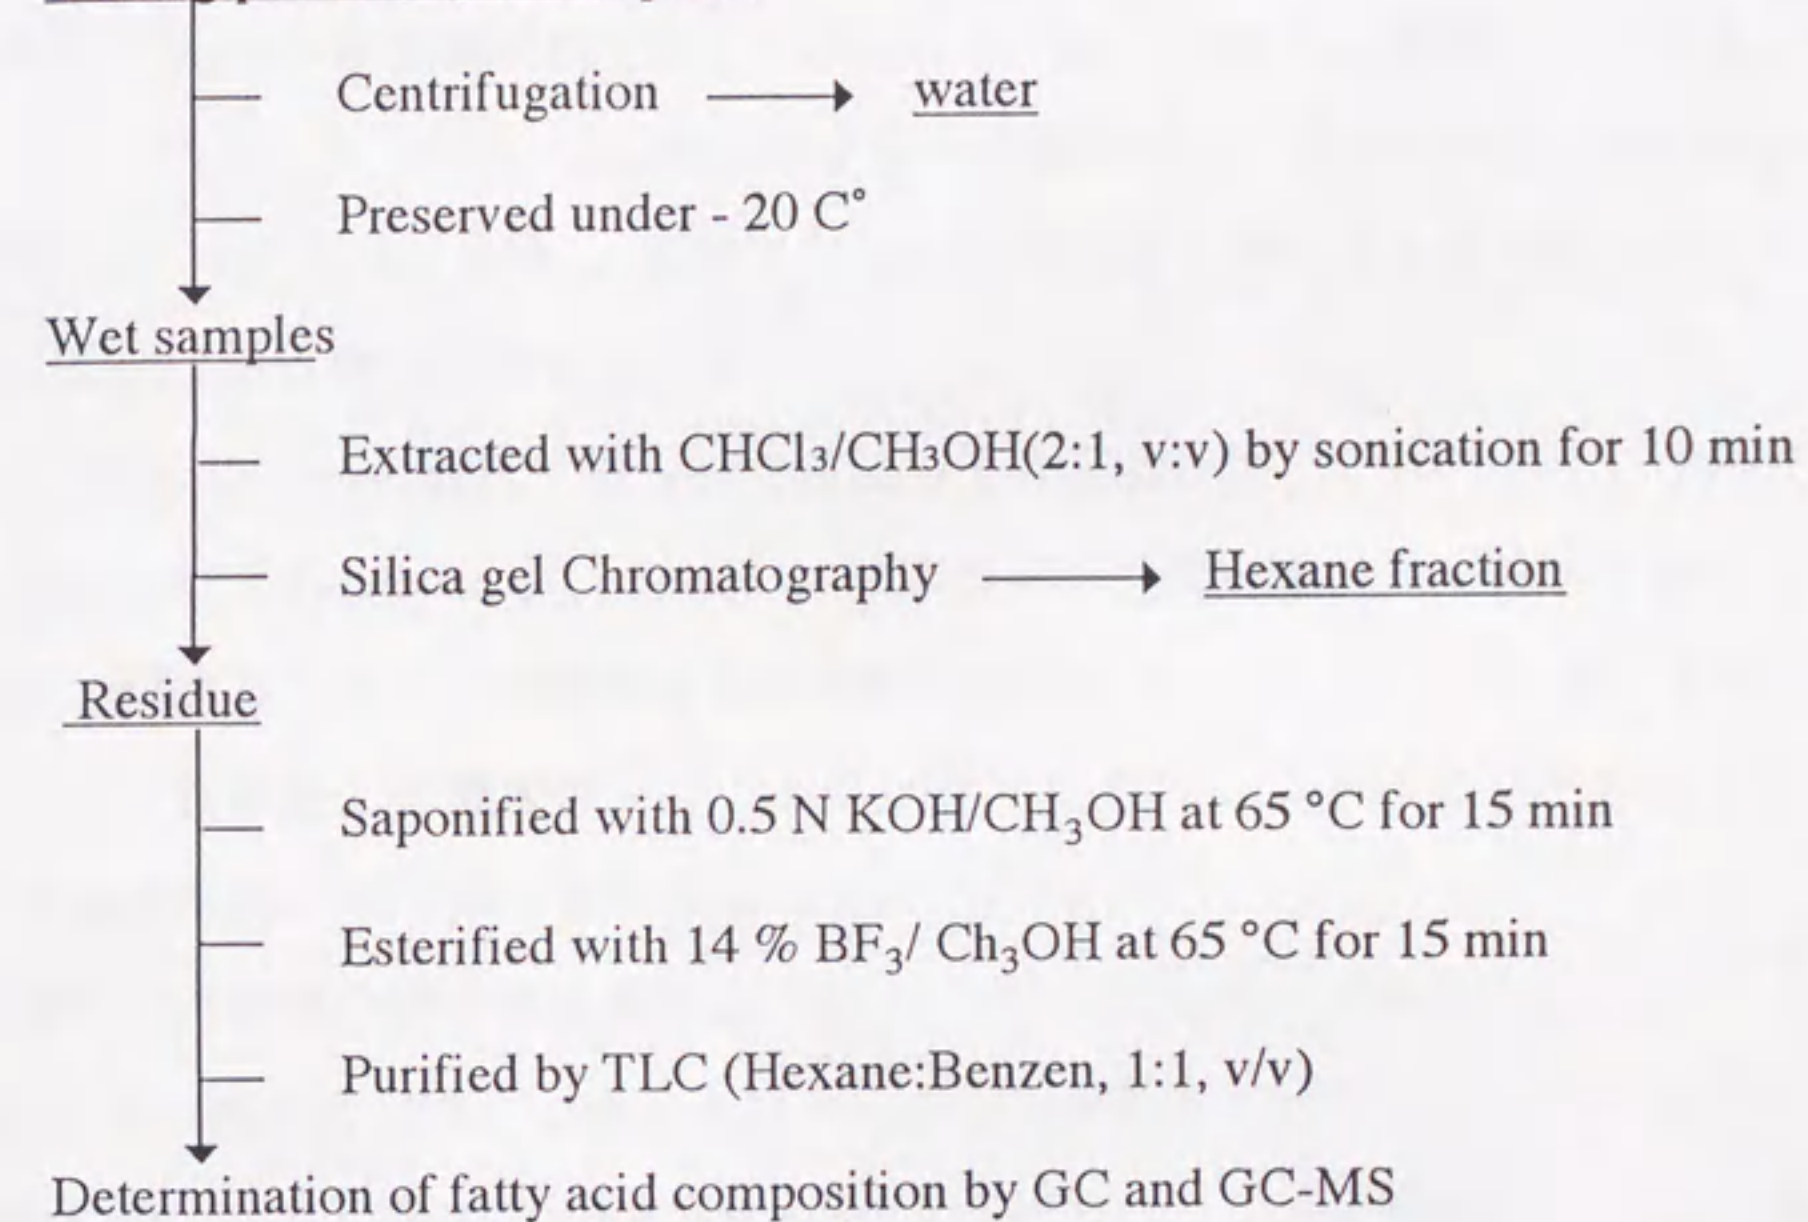 Centrifugation water
Preserved under - 20 C°
Wet samples
Extracted with CHCl₃/CH₃OH(2:1, v:v) by sonication for 10 min
Silica gel Chromatography Hexane fraction
Residue
Saponified with 0.5 N KOH/CH₃OH at 65 °C for 15 min
Esterified with 14 % BF₃/ Ch₃OH at 65 °C for 15 min
Purified by TLC (Hexane:Benzen, 1:1, v/v)
Determination of fatty acid composition by GC and GC-MS